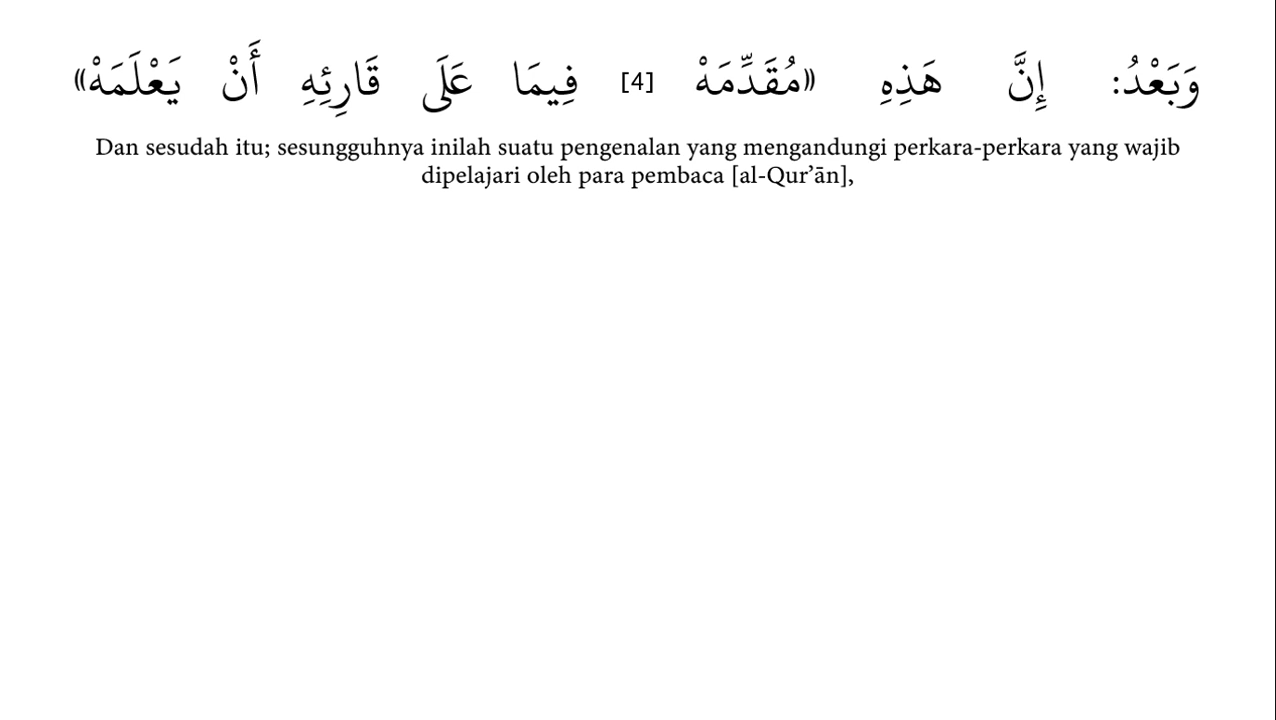 وَبَعْدُ: إِنَّ هَذِهِ «مُقَدِّمَهْ [4] فِيمَا عَلَى قَارِئِهِ أَنْ يَعْلَمَهْ»
Dan sesudah itu; sesungguhnya inilah suatu pengenalan yang mengandungi perkara-perkara yang wajib
dipelajari oleh para pembaca [al-Qur’ān],